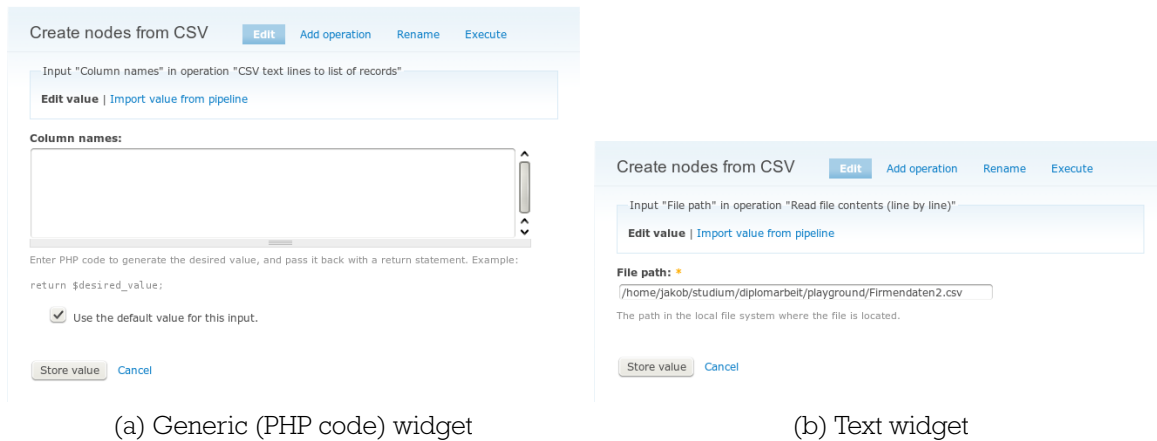 Create nodes from CSV Edit Add operation Rename Execute
Input "Column names" in operation "CSV text lines to list of records"
Edit value | Import value from pipeline
Column names:
Enter PHP code to generate the desired value, and pass it back with a return statement. Example:
return $desired_value;
Use the default value for this input.
Store value Cancel
(a) Generic (PHP code) widget
Create nodes from CSV Edit Add operation Rename Execute
Input "File path" in operation "Read file contents (line by line)"
Edit value | Import value from pipeline
File path: *
/home/jakob/studium/diplomarbeit/playground/Firmendaten2.csv
The path in the local file system where the file is located.
Store value Cancel
(b) Text widget